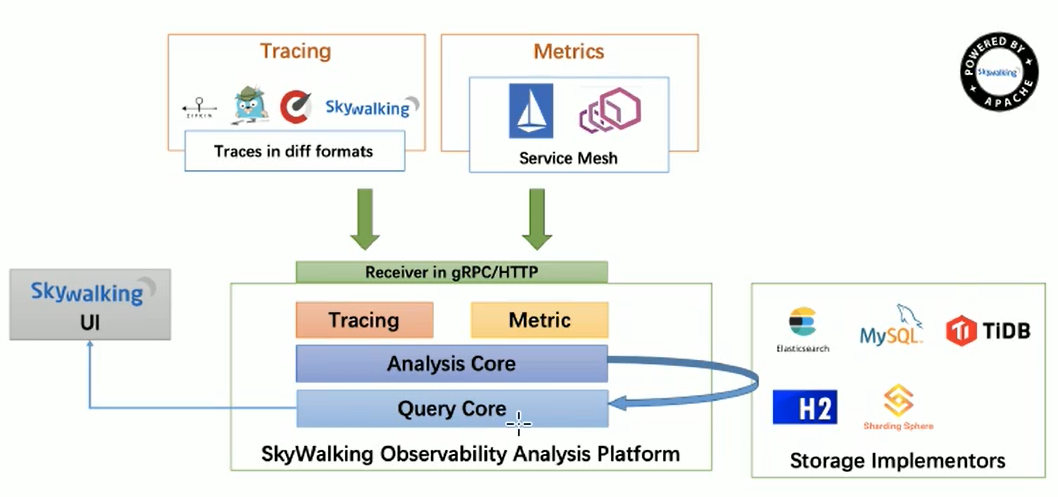 Tracing
Metrics
POWERED BY
Skywalking
APACHE
ZIPKIN
Skywalking
Traces in diff formats
Service Mesh
Receiver in gRPC/HTTP
Skywalking
UI
Tracing
Metric
Analysis Core
Query Core
SkyWalking Observability Analysis Platform
Elasticsearch
MySQL
TiDB
H2
Sharding Sphere
Storage Implementors